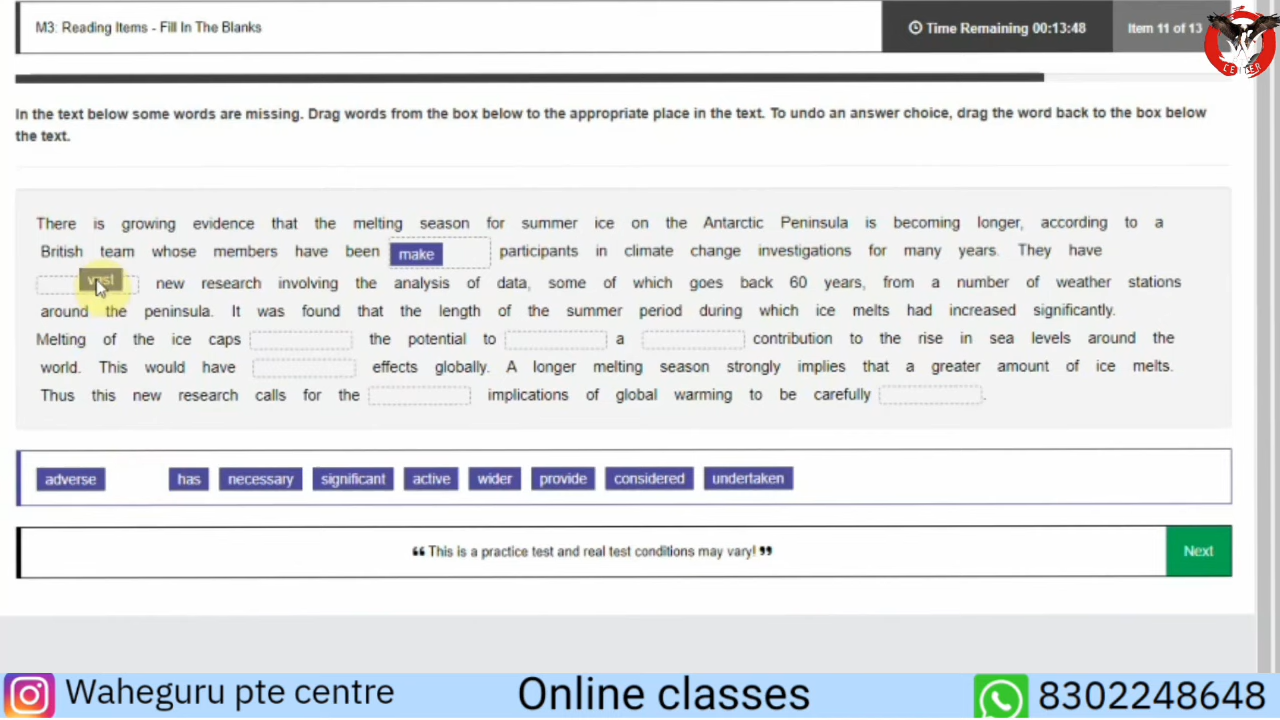 M3: Reading Items - Fill In The Blanks
Time Remaining 00:13:48
Item 11 of 13
CENTER
In the text below some words are missing. Drag words from the box below to the appropriate place in the text. To undo an answer choice, drag the word back to the box below
the text.
There is growing evidence that the melting season for summer ice on the Antarctic Peninsula is becoming longer, according to a
British team whose members have been make participants in climate change investigations for many years. They have
vast new research involving the analysis of data, some of which goes back 60 years, from a number of weather stations
around the peninsula. It was found that the length of the summer period during which ice melts had increased significantly.
Melting of the ice caps the potential to a contribution to the rise in sea levels around the
world. This would have effects globally. A longer melting season strongly implies that a greater amount of ice melts.
Thus this new research calls for the implications of global warming to be carefully .
adverse has necessary significant active wider provide considered undertaken
❝ This is a practice test and real test conditions may vary! ❞
Next
Waheguru pte centre
Online classes
8302248648